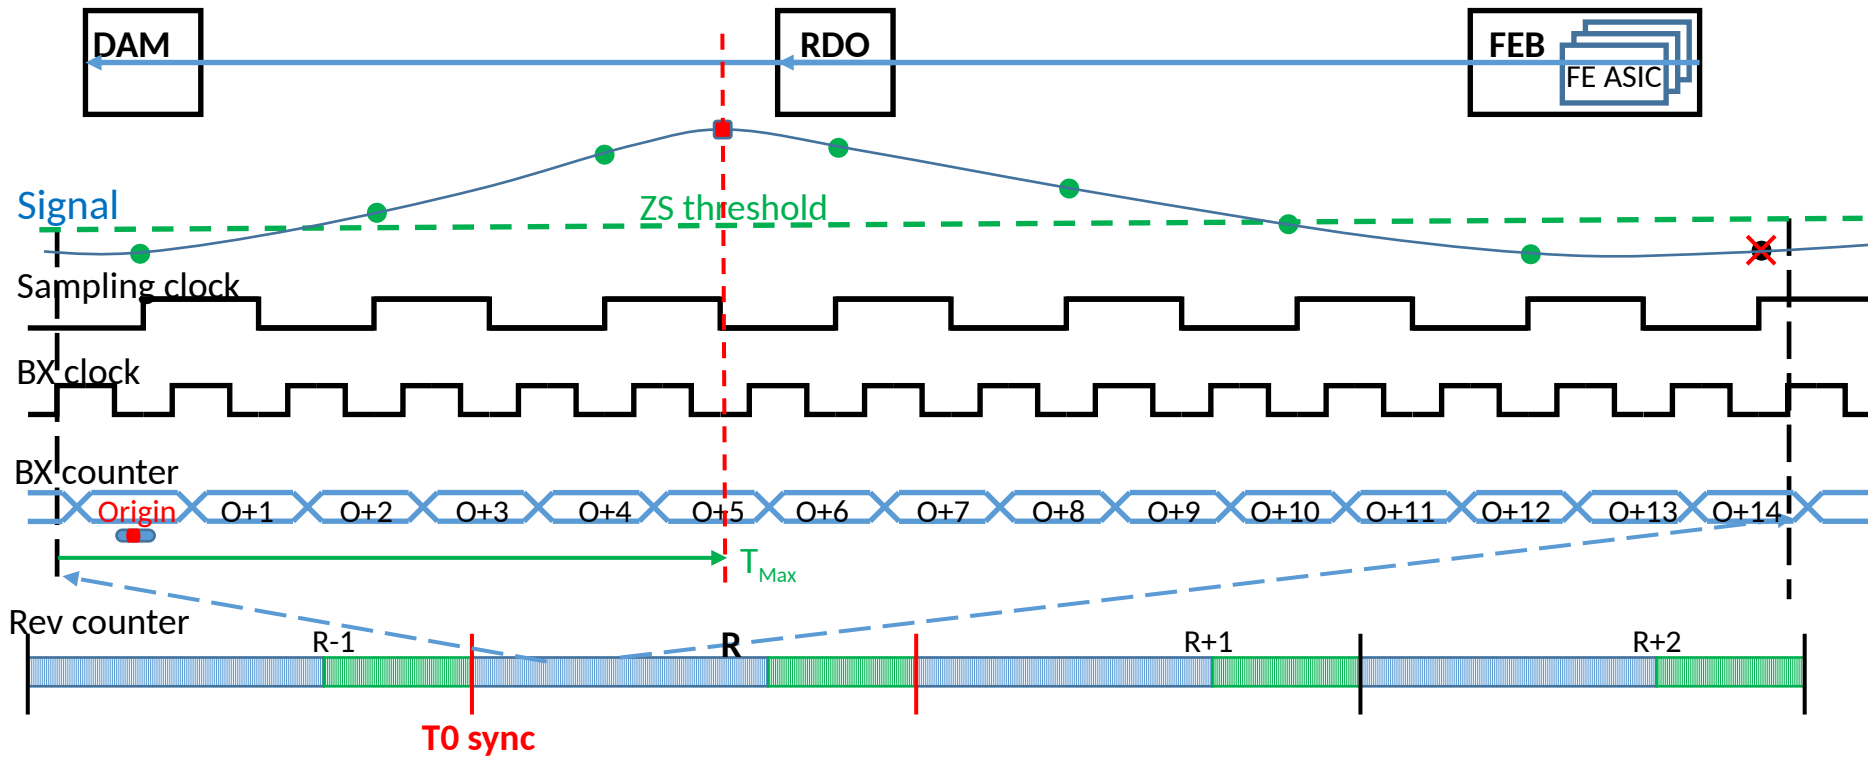 DAM
RDO
FEB
FE ASIC
Signal
ZS threshold
Sampling clock
BX clock
BX counter
Origin O+1 O+2 O+3 O+4 O+5 O+6 O+7 O+8 O+9 O+10 O+11 O+12 O+13 O+14
TMax
Rev counter
R-1 R R+1 R+2
T0 sync